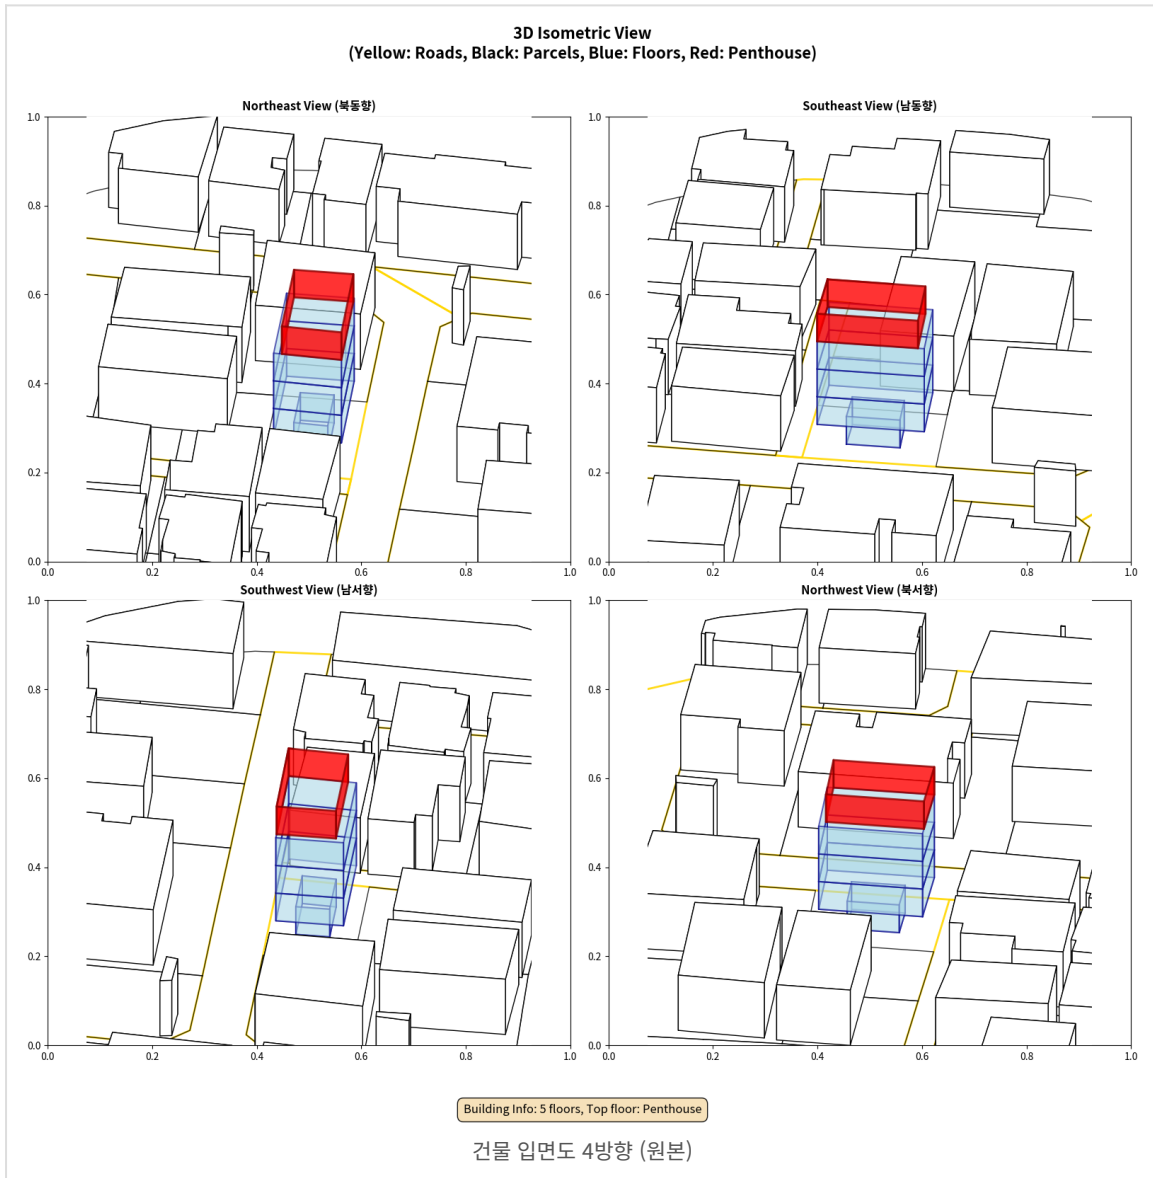 3D Isometric View
(Yellow: Roads, Black: Parcels, Blue: Floors, Red: Penthouse)
Northeast View (북동향)
1.0
0.8
0.6
0.4
0.2
0.0
0.0 0.2 0.4 0.6 0.8 1.0
Southeast View (남동향)
1.0
0.8
0.6
0.4
0.2
0.0
0.0 0.2 0.4 0.6 0.8 1.0
Southwest View (남서향)
1.0
0.8
0.6
0.4
0.2
0.0
0.0 0.2 0.4 0.6 0.8 1.0
Northwest View (북서향)
1.0
0.8
0.6
0.4
0.2
0.0
0.0 0.2 0.4 0.6 0.8 1.0
Building Info: 5 floors, Top floor: Penthouse
건물 입면도 4방향 (원본)